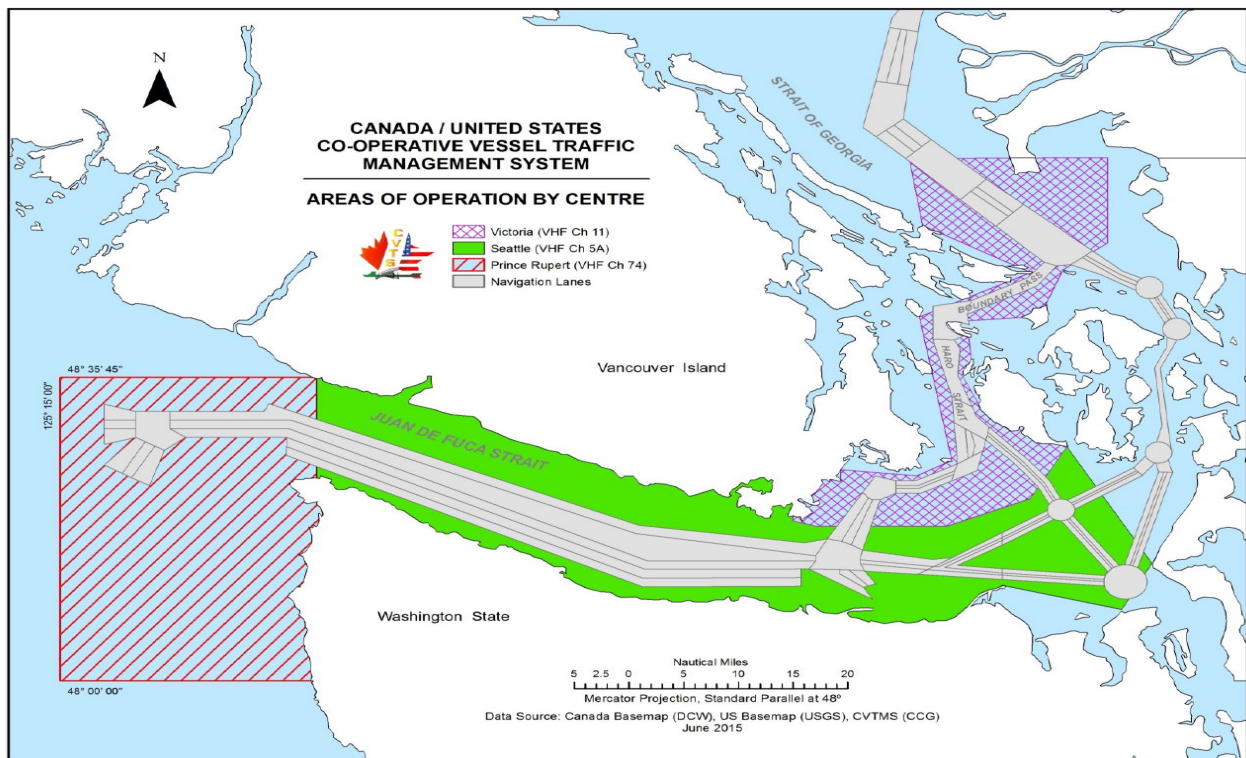 N
CANADA / UNITED STATES
CO-OPERATIVE VESSEL TRAFFIC
MANAGEMENT SYSTEM
AREAS OF OPERATION BY CENTRE
CVTS
Victoria (VHF Ch 11)
Seattle (VHF Ch 5A)
Prince Rupert (VHF Ch 74)
Navigation Lanes
STRAIT OF GEORGIA
BOUNDARY PASS
HARO STRAIT
Vancouver Island
48° 35' 45"
125° 15' 00"
JUAN DE FUCA STRAIT
Washington State
48° 00' 00"
Nautical Miles
5 2.5 0 5 10 15 20
Mercator Projection, Standard Parallel at 48º
Data Source: Canada Basemap (DCW), US Basemap (USGS), CVTMS (CCG)
June 2015